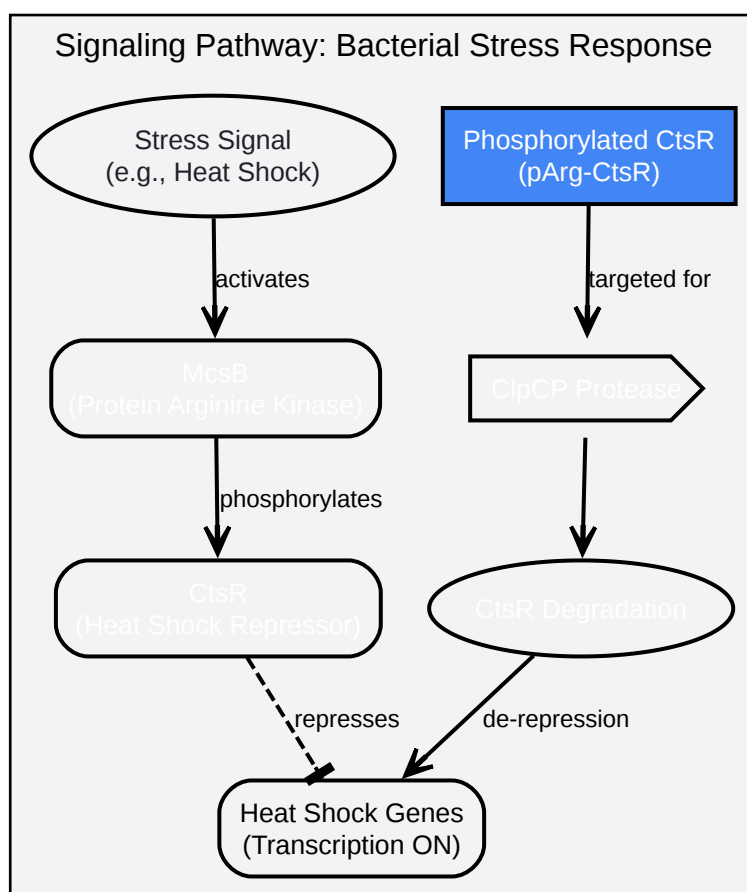 Signaling Pathway: Bacterial Stress Response
Stress Signal
(e.g., Heat Shock)
Phosphorylated CtsR
(pArg-CtsR)
activates
targeted for
McsB
(Protein Arginine Kinase)
ClpCP Protease
phosphorylates
CtsR
(Heat Shock Repressor)
CtsR Degradation
represses
de-repression
Heat Shock Genes
(Transcription ON)